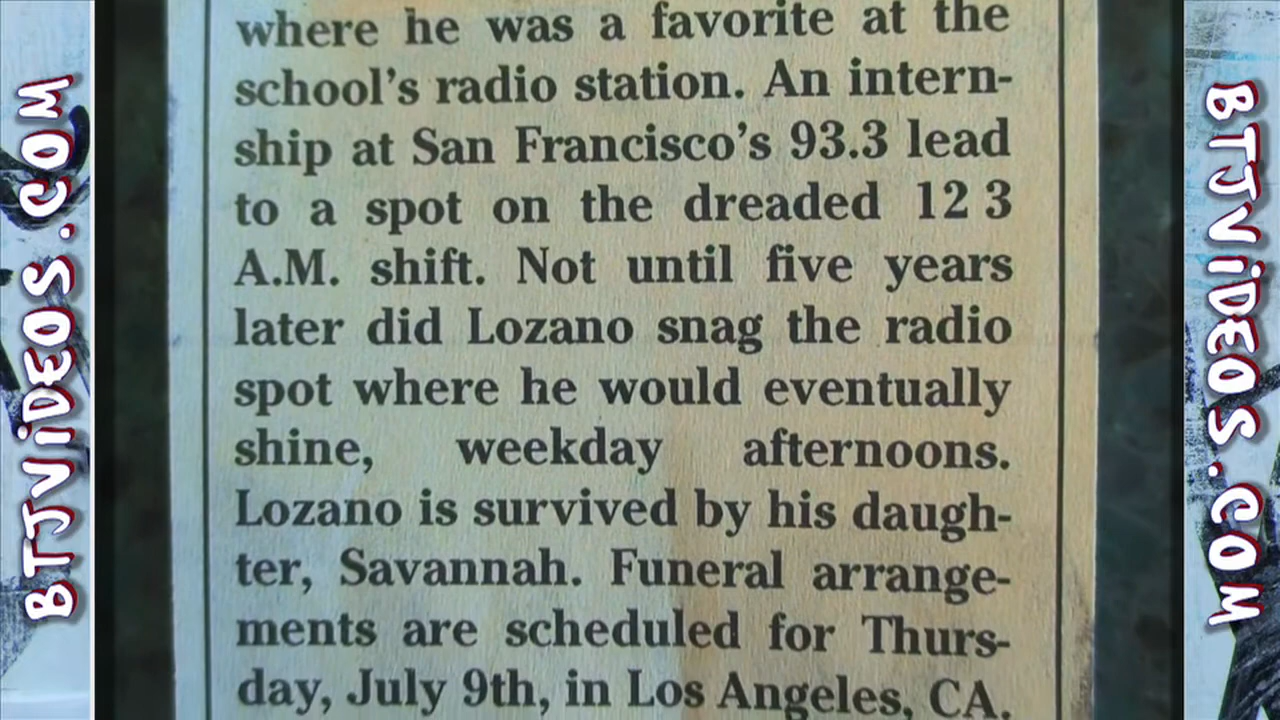 BTJVIDEOS.COM
where he was a favorite at the
school's radio station. An intern-
ship at San Francisco's 93.3 lead
to a spot on the dreaded 12 3
A.M. shift. Not until five years
later did Lozano snag the radio
spot where he would eventually
shine, weekday afternoons.
Lozano is survived by his daugh-
ter, Savannah. Funeral arrange-
ments are scheduled for Thurs-
day, July 9th, in Los Angeles, CA.
BTJVIDEOS.COM